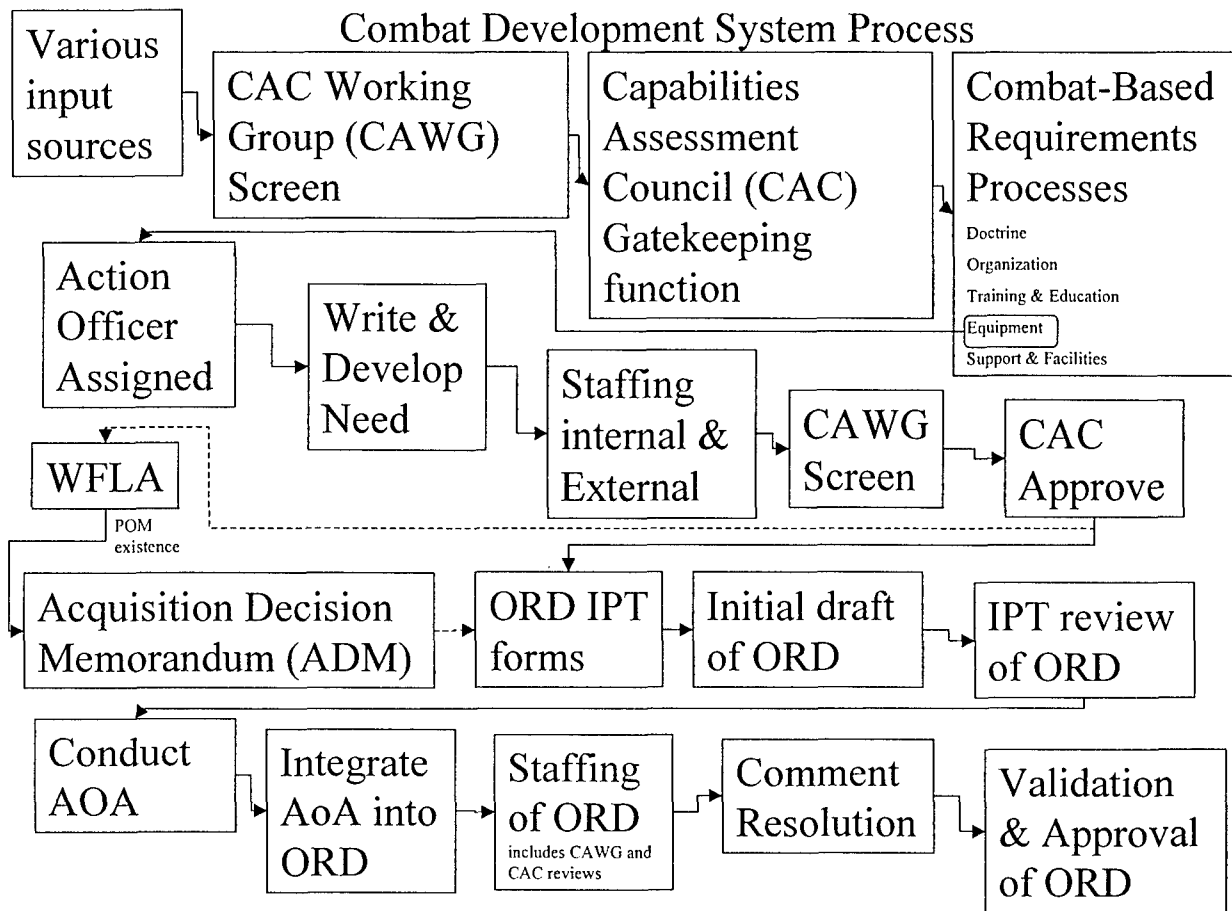 Combat Development System Process
Various
input
sources
CAC Working
Group (CAWG)
Screen
Capabilities
Assessment
Council (CAC)
Gatekeeping
function
Combat-Based
Requirements
Processes
Doctrine
Organization
Training & Education
Equipment
Support & Facilities
Action
Officer
Assigned
Write &
Develop
Need
Staffing
internal &
External
CAWG
Screen
CAC
Approve
WFLA
POM
existence
Acquisition Decision
Memorandum (ADM)
ORD IPT
forms
Initial draft
of ORD
IPT review
of ORD
Conduct
AOA
Integrate
AoA into
ORD
Staffing
of ORD
includes CAWG and
CAC reviews
Comment
Resolution
Validation
& Approval
of ORD